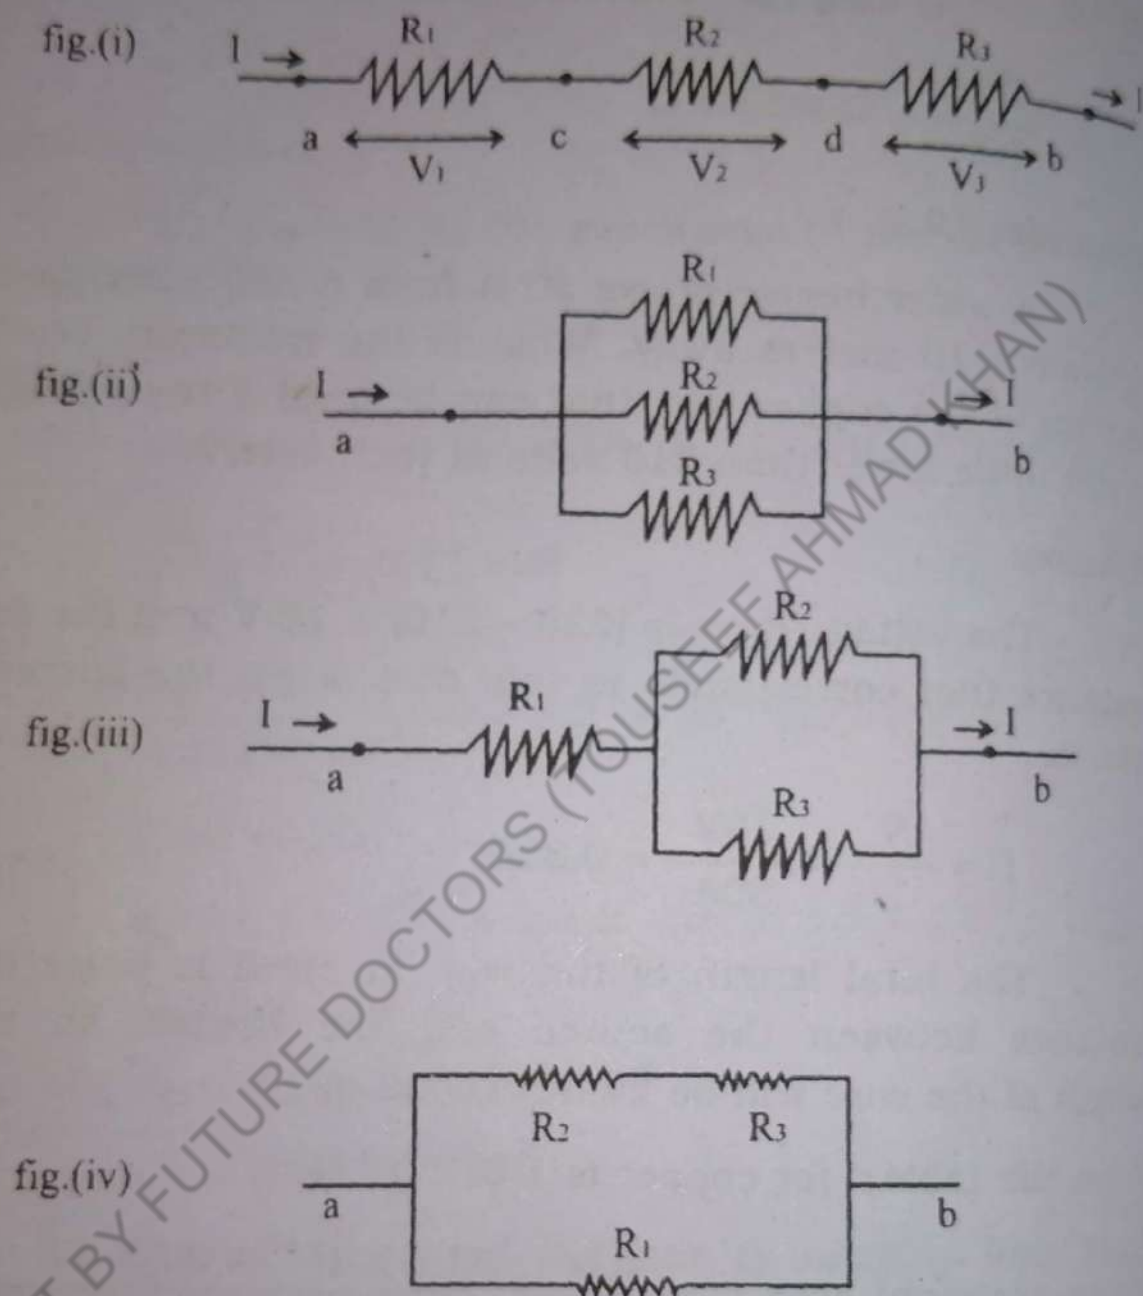 fig.(i)
I R1 R2 R3 I
a c d b
V1 V2 V3
R1
fig.(ii)
I R2 I
a b
R3
R2
fig.(iii)
I R1 I
a b
R3
R2 R3
fig.(iv)
a b
R1
T BY FUTURE DOCTORS (TOUSEEF AHMAD KHAN)